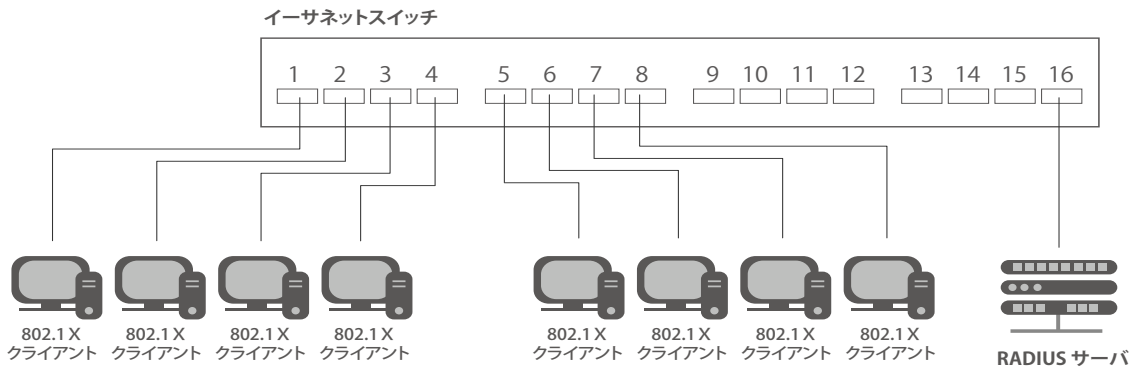 イーサネットスイッチ
1 2 3 4 5 6 7 8 9 10 11 12 13 14 15 16
802.1X 802.1X 802.1X 802.1X 802.1X 802.1X 802.1X 802.1X
クライアント クライアント クライアント クライアント クライアント クライアント クライアント クライアント
RADIUS サーバ